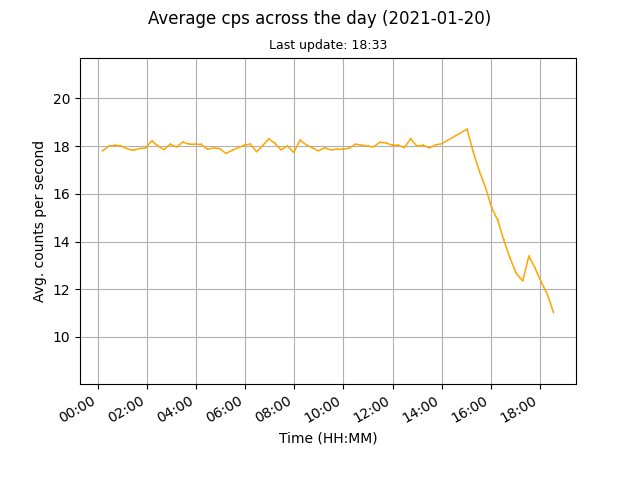 Average cps across the day (2021-01-20)
Last update: 18:33
20
18
16
14
12
10
Avg. counts per second
00:00 02:00 04:00 06:00 08:00 10:00 12:00 14:00 16:00 18:00
Time (HH:MM)